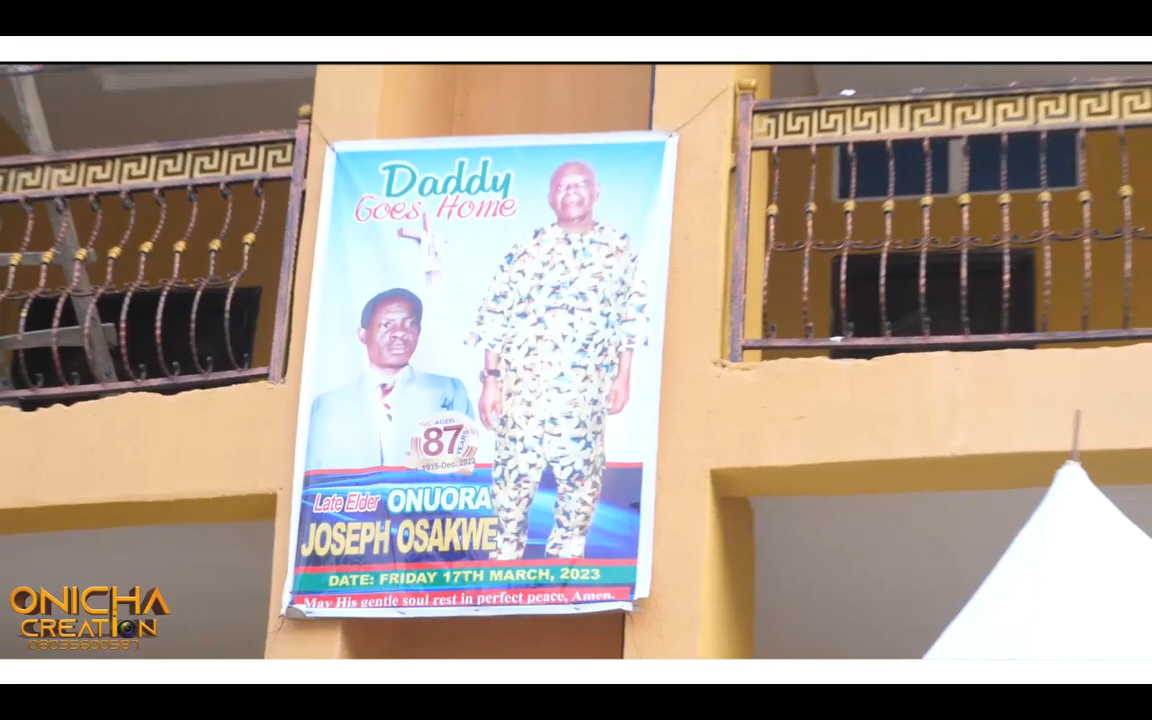 Daddy
Goes Home
AGED
87
YEARS
1935-Dec. 2022
Late Elder ONUORA
JOSEPH OSAKWE
DATE: FRIDAY 17TH MARCH, 2023
May His gentle soul rest in perfect peace, Amen.
ONICHA
CREATION